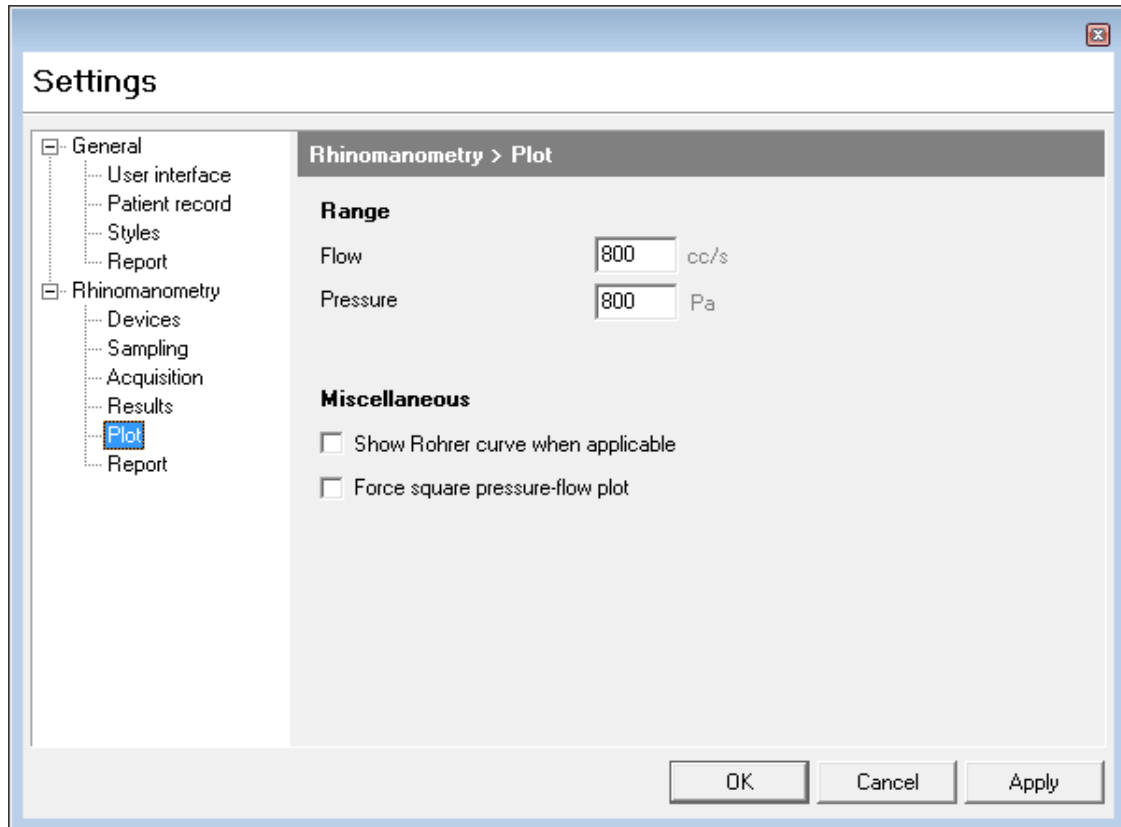 Settings
General
User interface
Patient record
Styles
Report
Rhinomanometry
Devices
Sampling
Acquisition
Results
Plot
Report
Rhinomanometry > Plot
Range
Flow 800 cc/s
Pressure 800 Pa
Miscellaneous
Show Rohrer curve when applicable
Force square pressure-flow plot
OK Cancel Apply